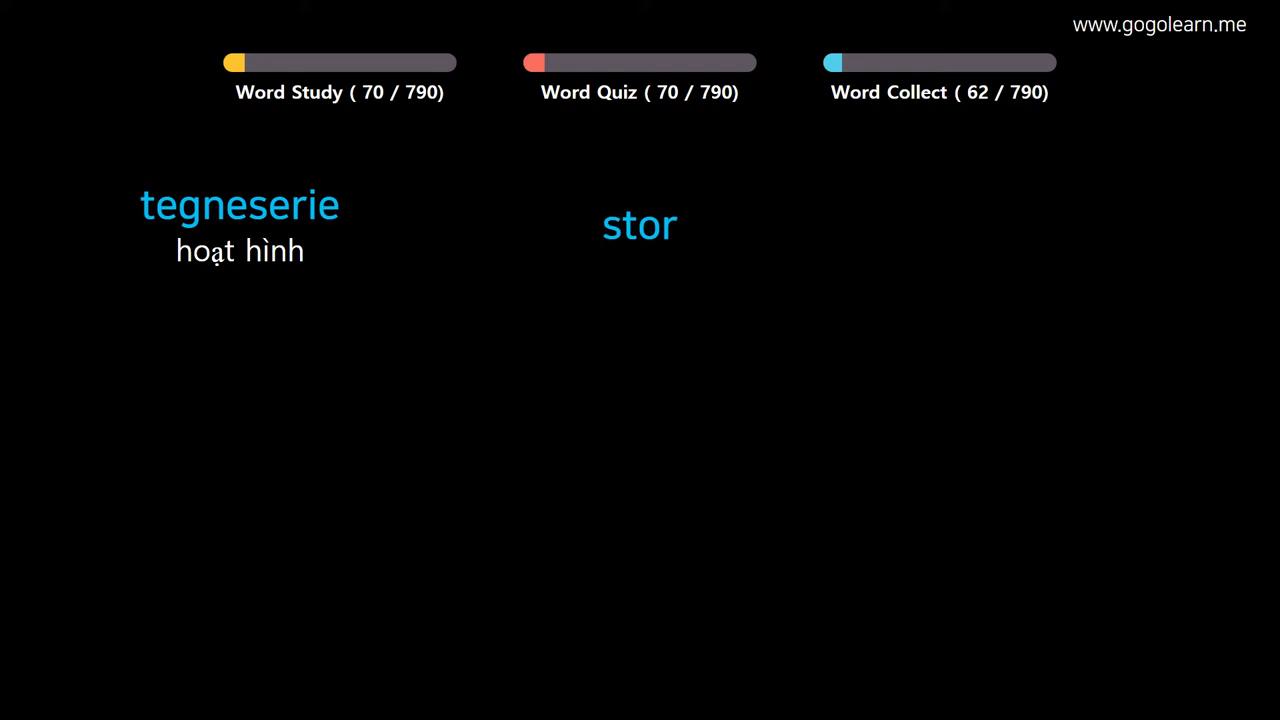 www.gogolearn.me
Word Study ( 70 / 790)
Word Quiz ( 70 / 790)
Word Collect ( 62 / 790)
tegneserie
hoạt hình
stor